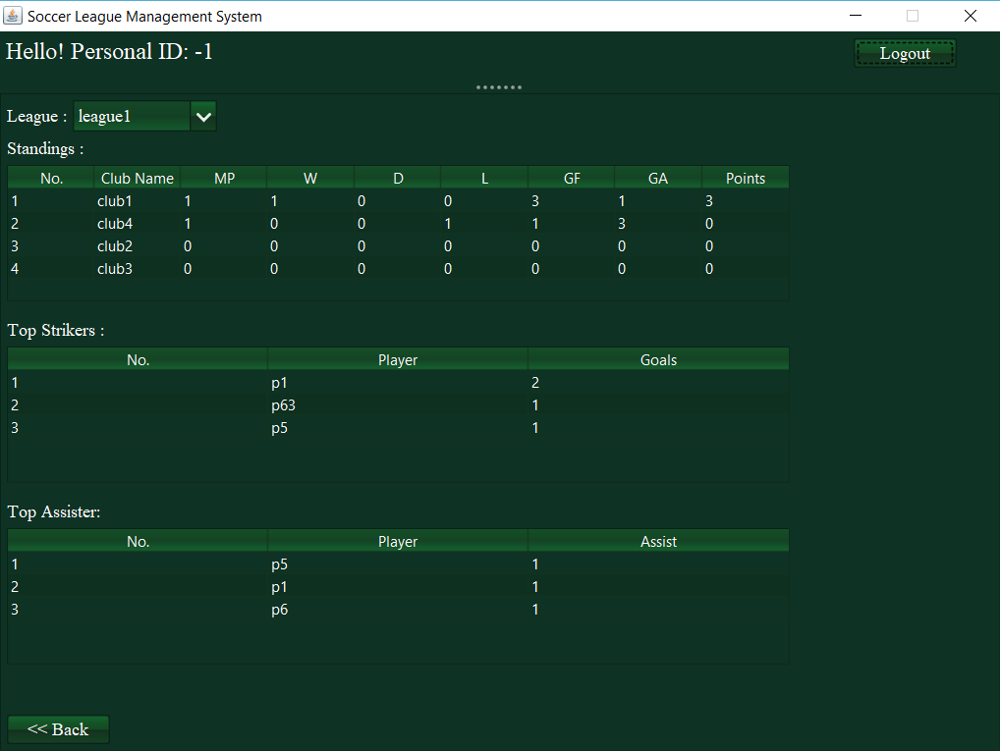 Soccer League Management System
Hello! Personal ID: -1 Logout
League : league1
Standings :
No. Club Name MP W D L GF GA Points
1 club1 1 1 0 0 3 1 3
2 club4 1 0 0 1 1 3 0
3 club2 0 0 0 0 0 0 0
4 club3 0 0 0 0 0 0 0
Top Strikers :
No. Player Goals
1 p1 2
2 p63 1
3 p5 1
Top Assister:
No. Player Assist
1 p5 1
2 p1 1
3 p6 1
<< Back